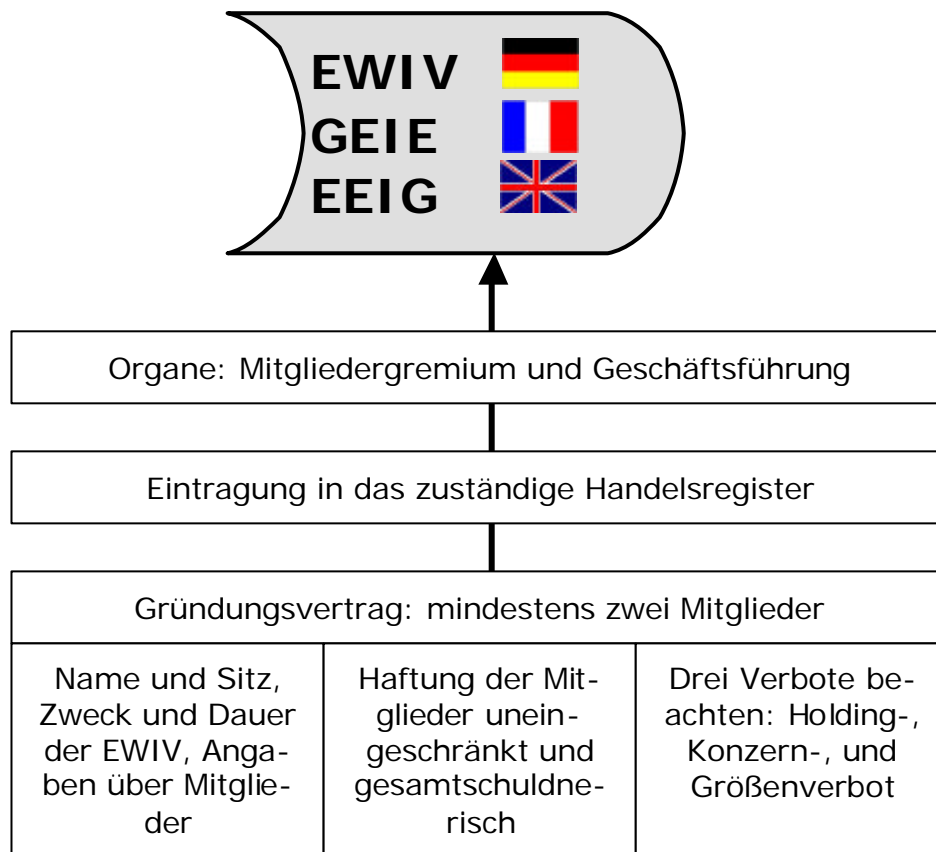 EWIV
GEIE
EEIG
Organe: Mitgliedergremium und Geschäftsführung
Eintragung in das zuständige Handelsregister
Gründungsvertrag: mindestens zwei Mitglieder
Name und Sitz,
Zweck und Dauer
der EWIV, Anga-
ben über Mitglie-
der
Haftung der Mit-
glieder unein-
geschränkt und
gesamtschuldne-
risch
Drei Verbote be-
achten: Holding-,
Konzern-, und
Größenverbot